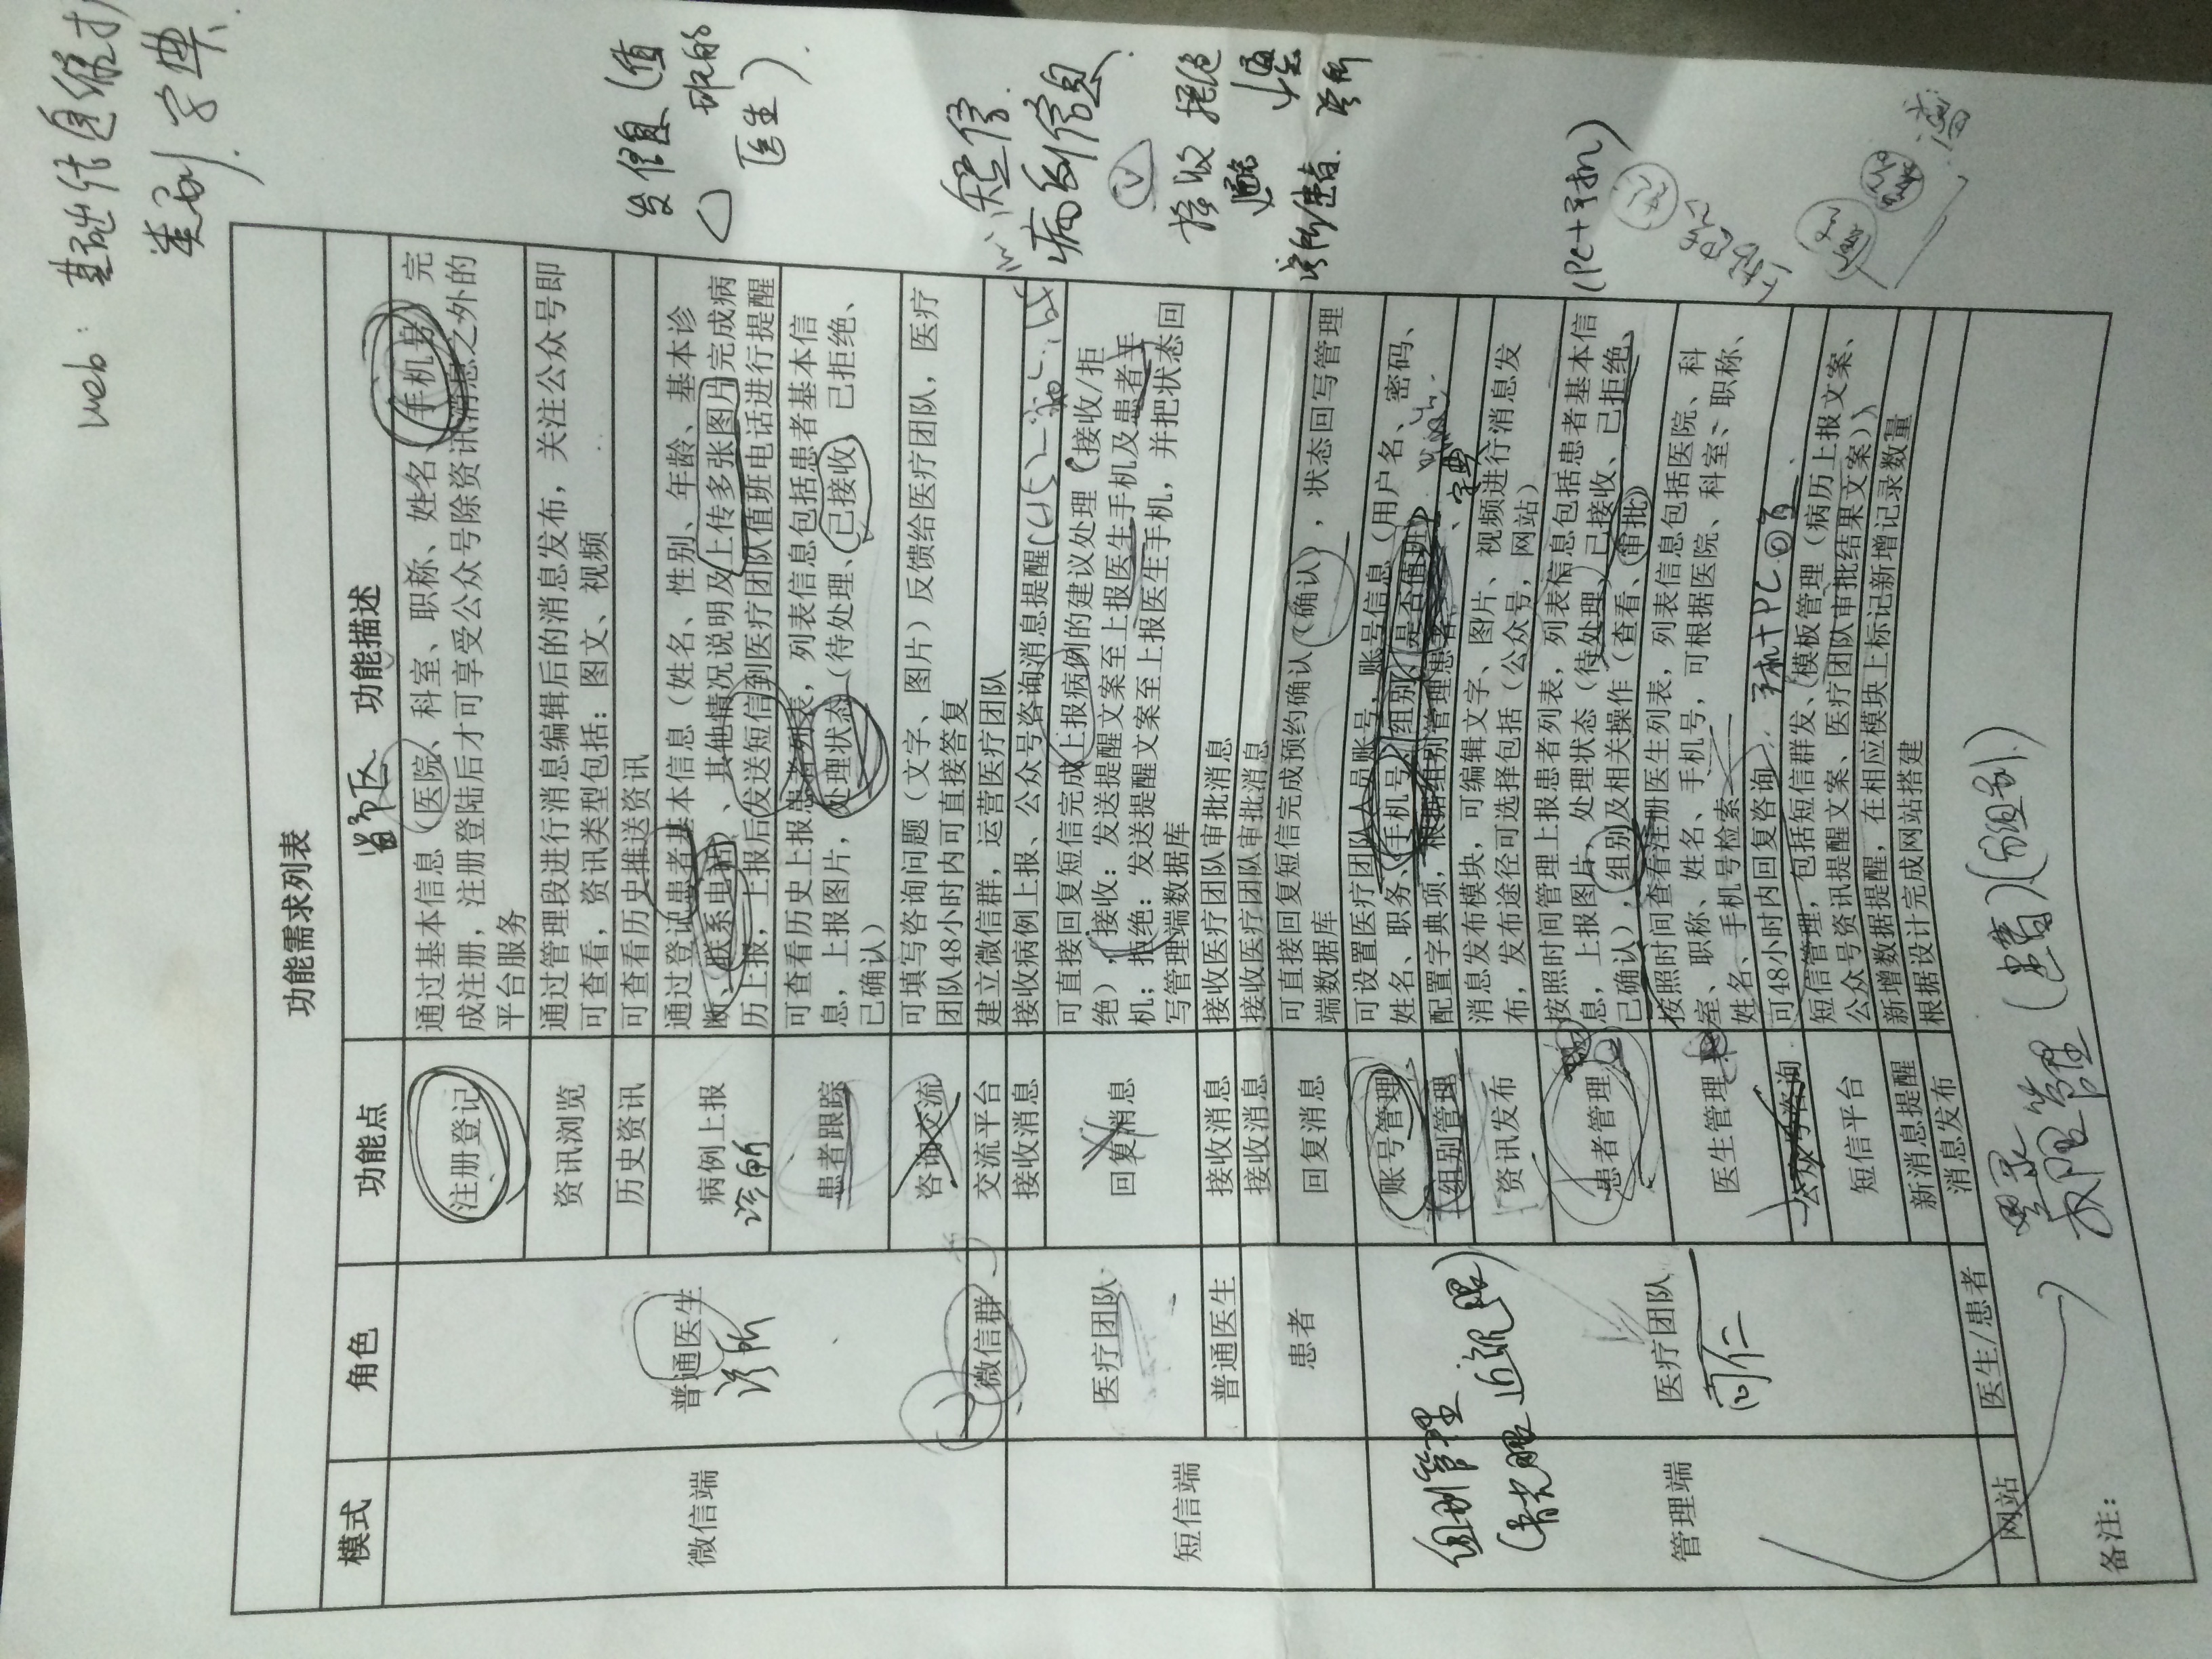 web: 基础信息维护
类别 字典
功能需求列表
模式 角色 功能点 功能描述
省市区
微信端
普通医生
诊所
注册登记
通过基本信息（医院、科室、职称、姓名、手机号）完
成注册，注册登陆后才可享受公众号除资讯消息之外的
平台服务
资讯浏览
通过管理段进行消息编辑后的消息发布，关注公众号即
可查看，资讯类型包括：图文、视频
历史资讯
可查看历史推送资讯
病例上报
诊所
通过登记患者基本信息（姓名、性别、年龄、基本诊
断、联系电话）、其他情况说明及上传多张图片完成病
历上报，上报后发送短信到医疗团队值班电话进行提醒
发信息（值
班的
医生）
患者跟踪
可查看历史上报患者列表，列表信息包括患者基本信
息，上报图片，处理状态（待处理、已接收、已拒绝、
已确认）
咨询交流
可填写咨询问题（文字、图片）反馈给医疗团队，医疗
团队48小时内可直接答复
微信群
交流平台
建立微信群，运营医疗团队
短信端
医疗团队
接收消息
接收病例上报、公众号咨询消息提醒
短信
病例信息
回复消息
可直接回复短信完成上报病例的建议处理（接收/拒
绝），接收：发送提醒文案至上报医生手机及患者手
机；拒绝：发送提醒文案至上报医生手机，并把状态回
写管理端数据库
接收 拒绝
通知
诊所/患者
诊所
普通医生
接收消息
接收医疗团队审批消息
患者
接收消息
接收医疗团队审批消息
回复消息
可直接回复短信完成预约确认（确认），状态回写管理
端数据库
管理端
组别管理
(青光眼 近视眼)
医疗团队
同仁
账号管理
可设置医疗团队人员账号，账号信息（用户名、密码、
姓名、职务、手机号、组别、是否值班）
组别管理
配置字典项，根据组别管理患者。
字典
资讯发布
消息发布模块，可编辑文字、图片、视频进行消息发
布，发布途径可选择包括（公众号，网站）
患者管理
按照时间管理上报患者列表，列表信息包括患者基本信
息，上报图片，处理状态（待处理、已接收、已拒绝、
已确认），组别及相关操作（查看、审批）
(PC+手机)
医生管理
按照时间查看注册医生列表，列表信息包括医院、科
室、职称、姓名、手机号，可根据医院、科室、职称、
姓名、手机号检索
公众号咨询
可48小时内回复咨询
手机+PC 回复
短信平台
短信管理，包括短信群发、模板管理（病历上报文案、
公众号资讯提醒文案、医疗团队审批结果文案）
新消息提醒
新增数据提醒，在相应模块上标记新增记录数量
网站
医生/患者
消息发布
根据设计完成网站搭建
备注：
登录
权限管理 (患者)(分组别)